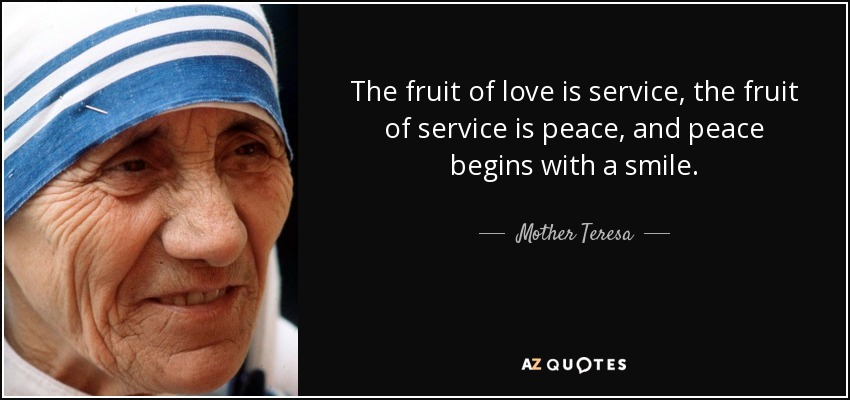 The fruit of love is service, the fruit
of service is peace, and peace
begins with a smile.
Mother Teresa
AZ QUOTES